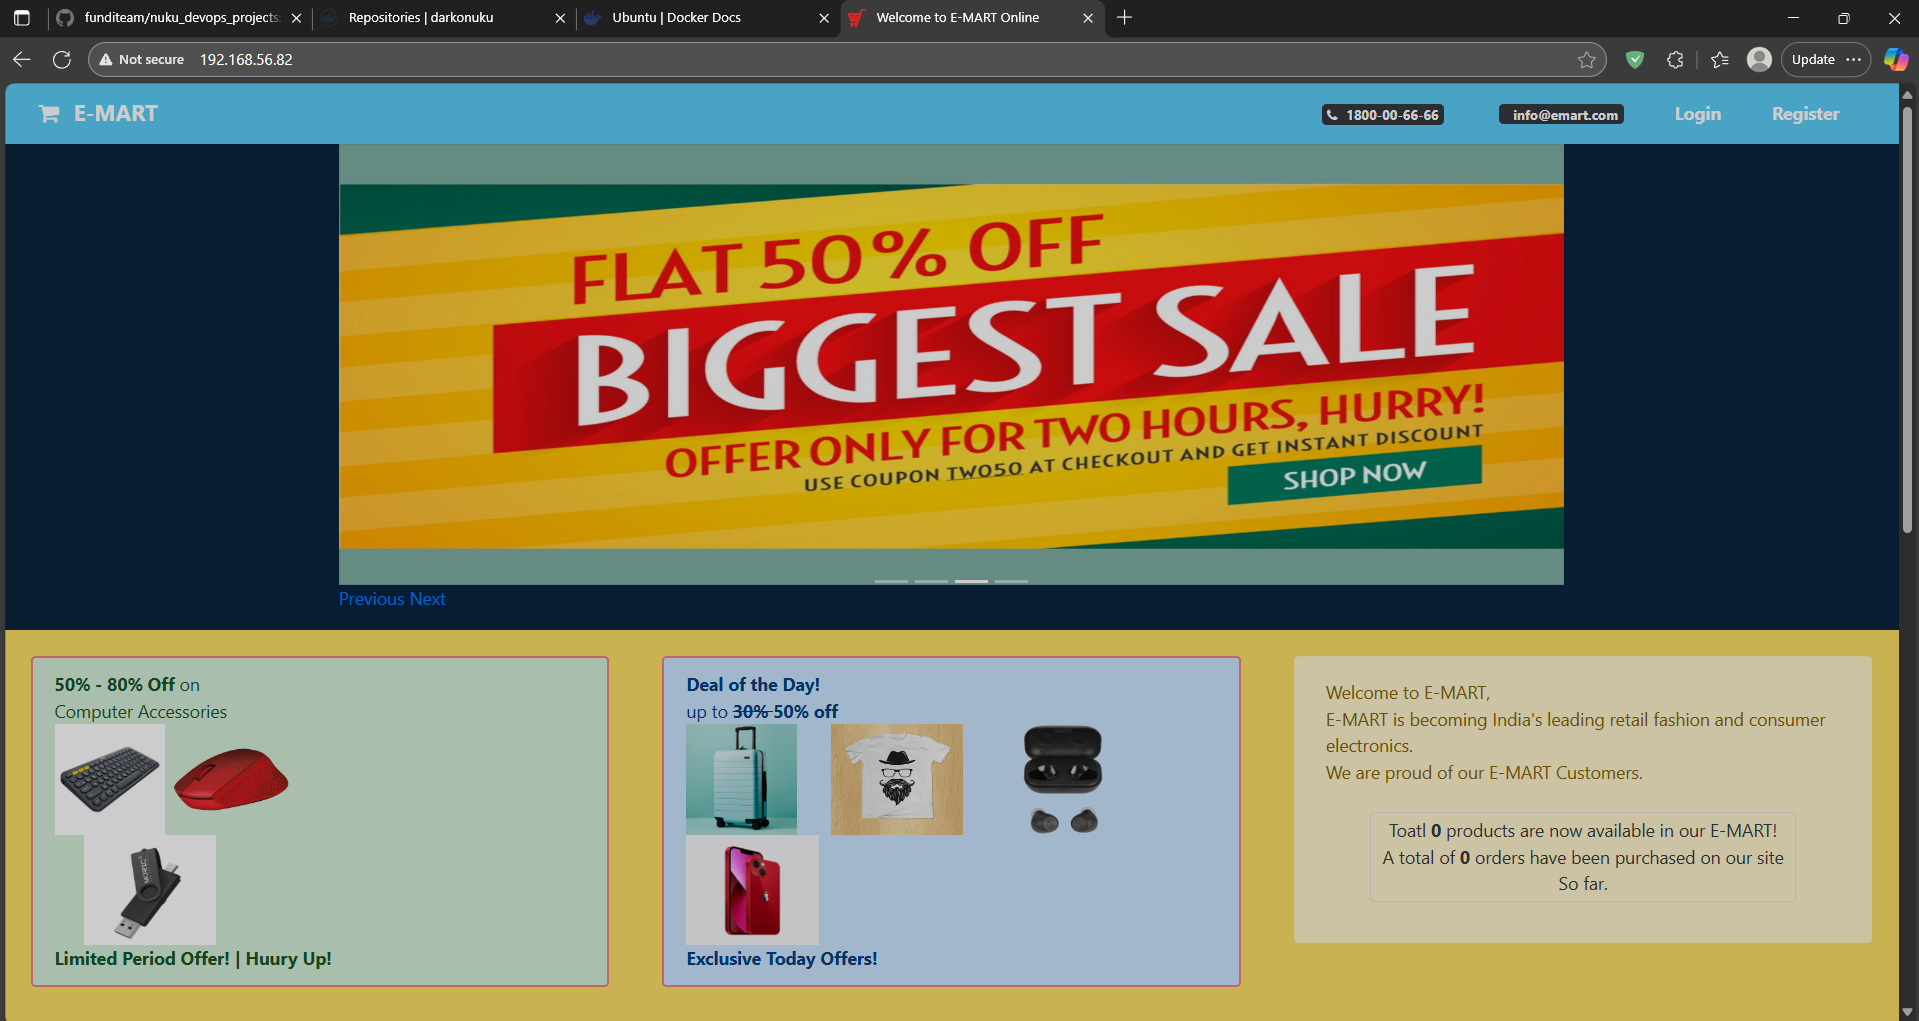 funditeam/nuku_devops_projects:
Repositories | darkonuku
Ubuntu | Docker Docs
Welcome to E-MART Online
Not secure
192.168.56.82
Update
E-MART
1800-00-66-66
info@emart.com
Login
Register
FLAT 50% OFF
BIGGEST SALE
OFFER ONLY FOR TWO HOURS, HURRY!
USE COUPON TWO50 AT CHECKOUT AND GET INSTANT DISCOUNT
SHOP NOW
Previous Next
50% - 80% Off on
Computer Accessories
Limited Period Offer! | Huury Up!
Deal of the Day!
up to 30% 50% off
Exclusive Today Offers!
Welcome to E-MART,
E-MART is becoming India's leading retail fashion and consumer
electronics.
We are proud of our E-MART Customers.
Toatl 0 products are now available in our E-MART!
A total of 0 orders have been purchased on our site
So far.